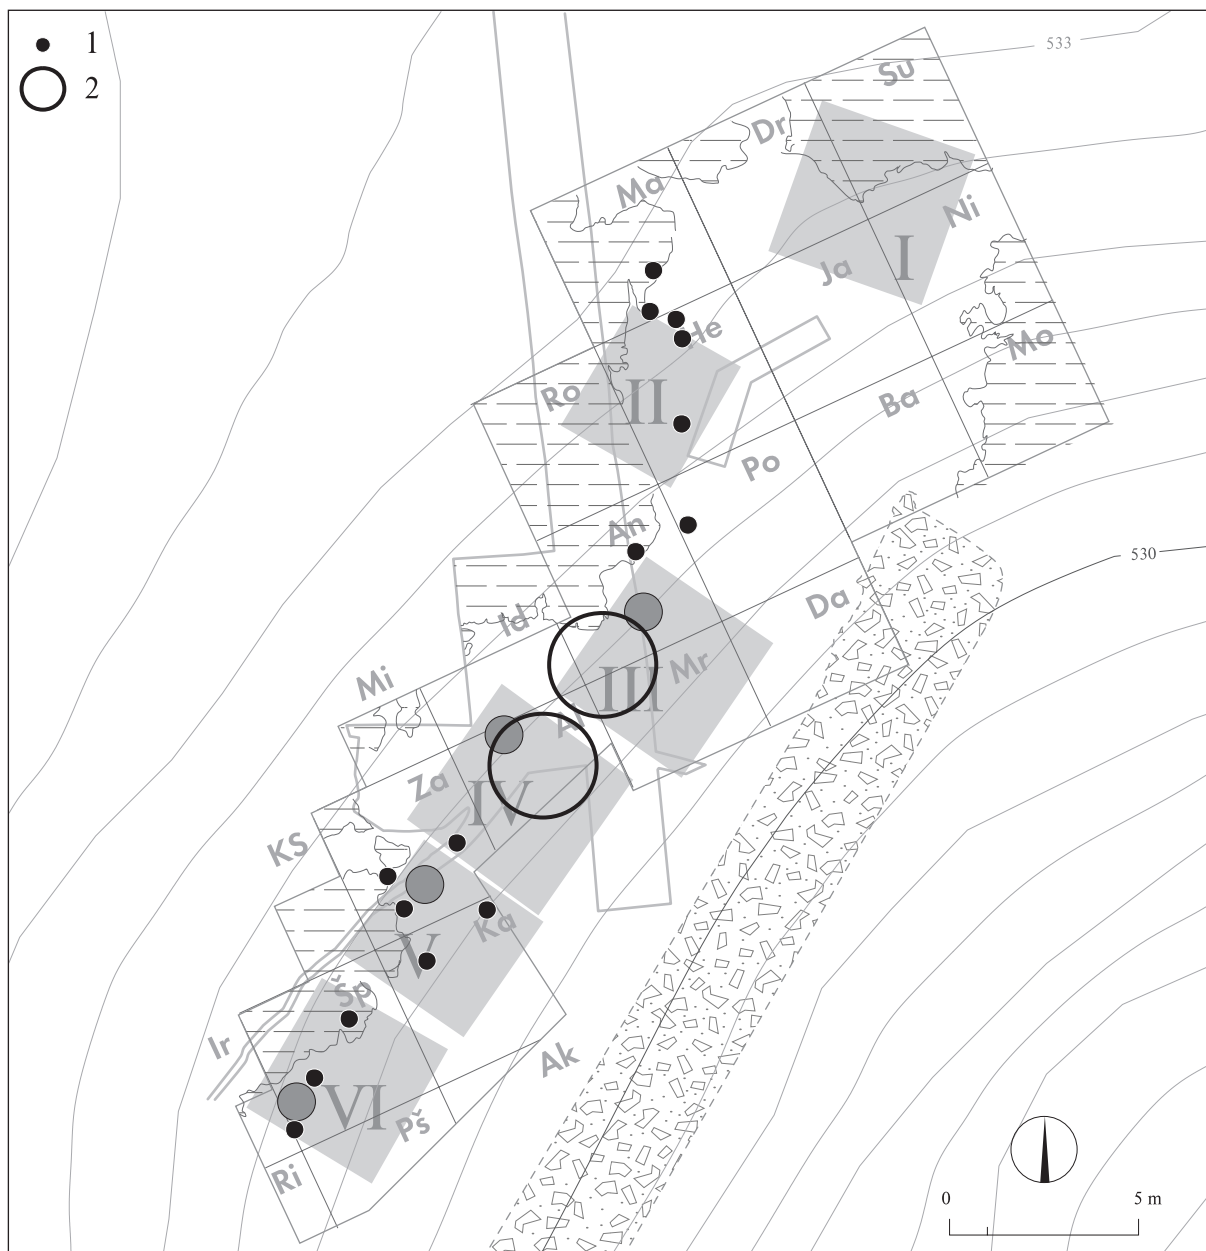 1
2
533
Su
Dr
Ma
Ni
I
Ja
He
Mo
Ro
II
Ba
Po
An
530
Da
Id
Mr
III
Mi
Al
Za
IV
KS
Ka
V
Šp
Ir
Ak
VI
Pš
Ri
0
5 m